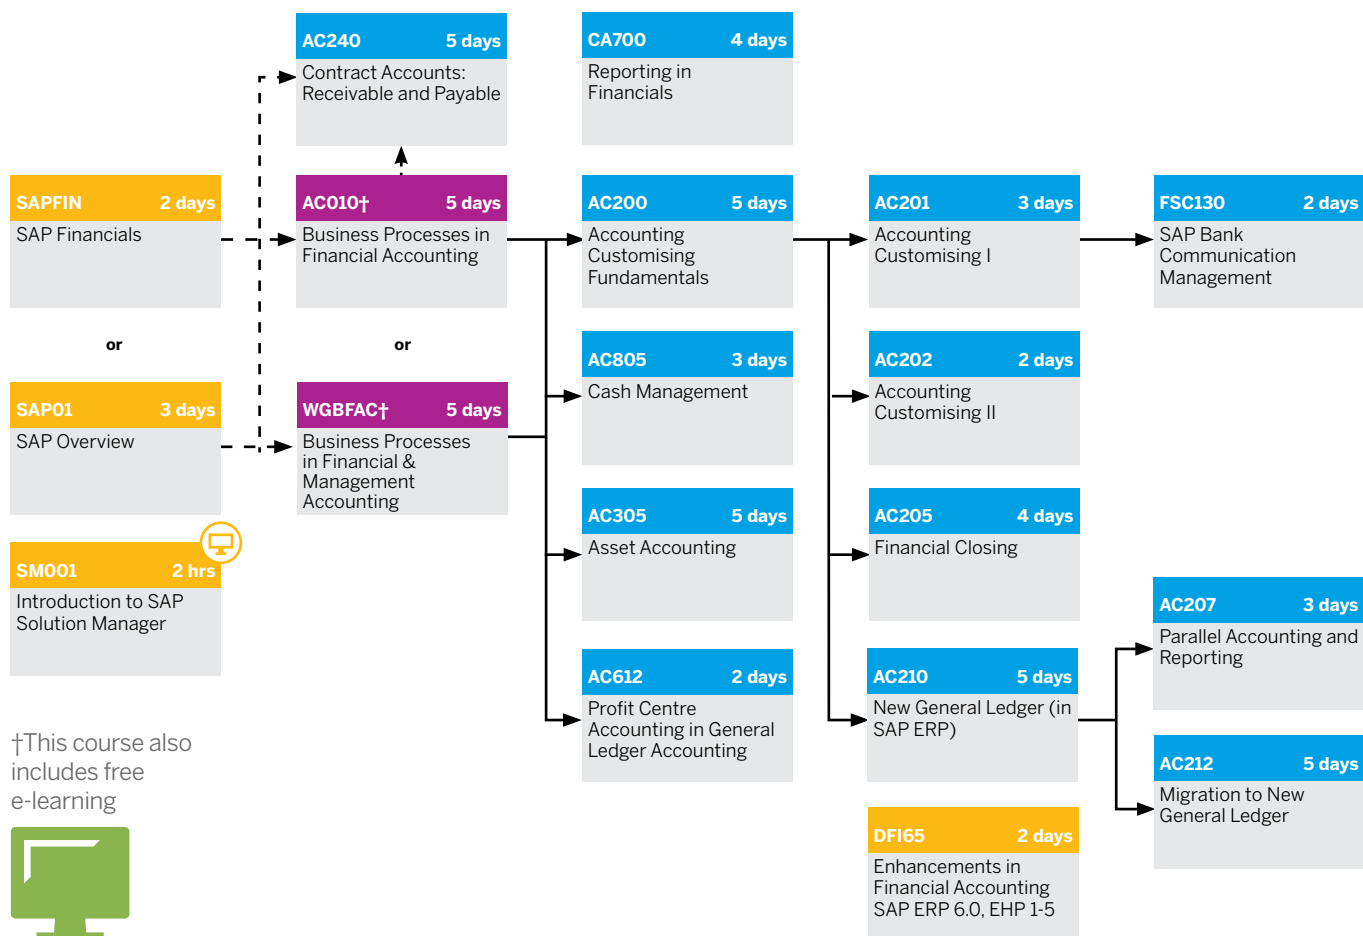 AC240 5 days
Contract Accounts:
Receivable and Payable
CA700 4 days
Reporting in
Financials
SAPFIN 2 days
SAP Financials
AC010† 5 days
Business Processes in
Financial Accounting
AC200 5 days
Accounting
Customising
Fundamentals
AC201 3 days
Accounting
Customising I
FSC130 2 days
SAP Bank
Communication
Management
or
or
AC805 3 days
Cash Management
AC202 2 days
Accounting
Customising II
SAP01 3 days
SAP Overview
WGBFAC† 5 days
Business Processes
in Financial &
Management
Accounting
AC305 5 days
Asset Accounting
AC205 4 days
Financial Closing
SM001 2 hrs
Introduction to SAP
Solution Manager
AC207 3 days
Parallel Accounting and
Reporting
AC612 2 days
Profit Centre
Accounting in General
Ledger Accounting
AC210 5 days
New General Ledger (in
SAP ERP)
AC212 5 days
Migration to New
General Ledger
†This course also
includes free
e-learning
DFI65 2 days
Enhancements in
Financial Accounting
SAP ERP 6.0, EHP 1-5